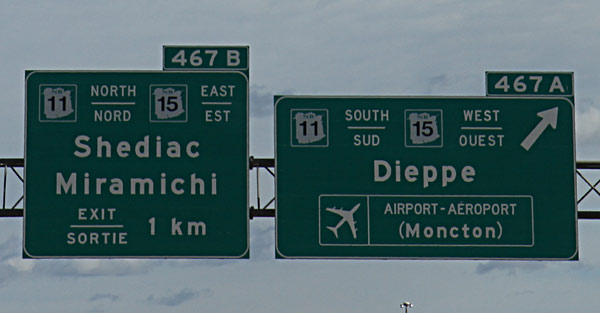 467 B
11 NORTH 15 EAST
NORD EST
Shediac
Miramichi
EXIT
SORTIE 1 km
467 A
11 SOUTH 15 WEST
SUD OUEST
Dieppe
AIRPORT-AÉROPORT
(Moncton)